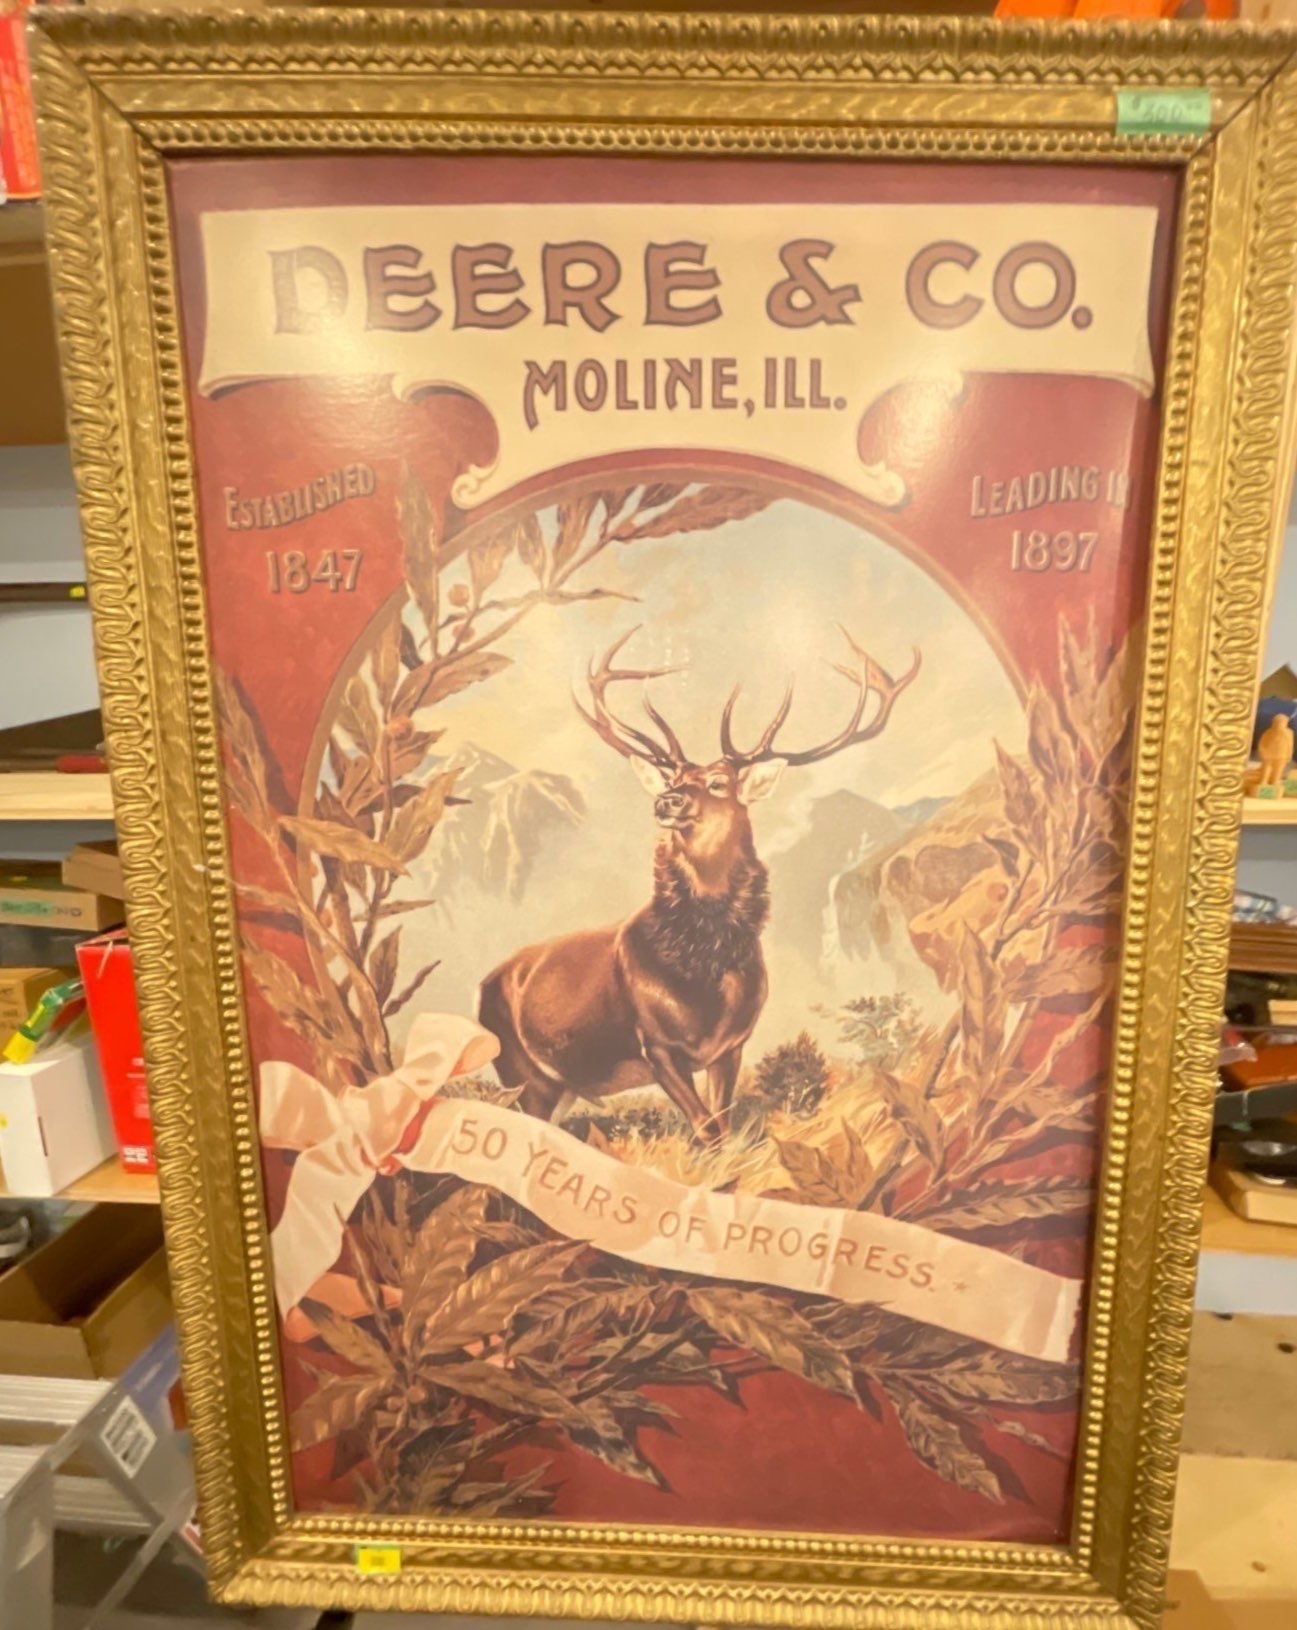 DEERE & CO.
MOLINE, ILL.
ESTABLISHED
1847
LEADING IN
1897
50 YEARS OF PROGRESS.